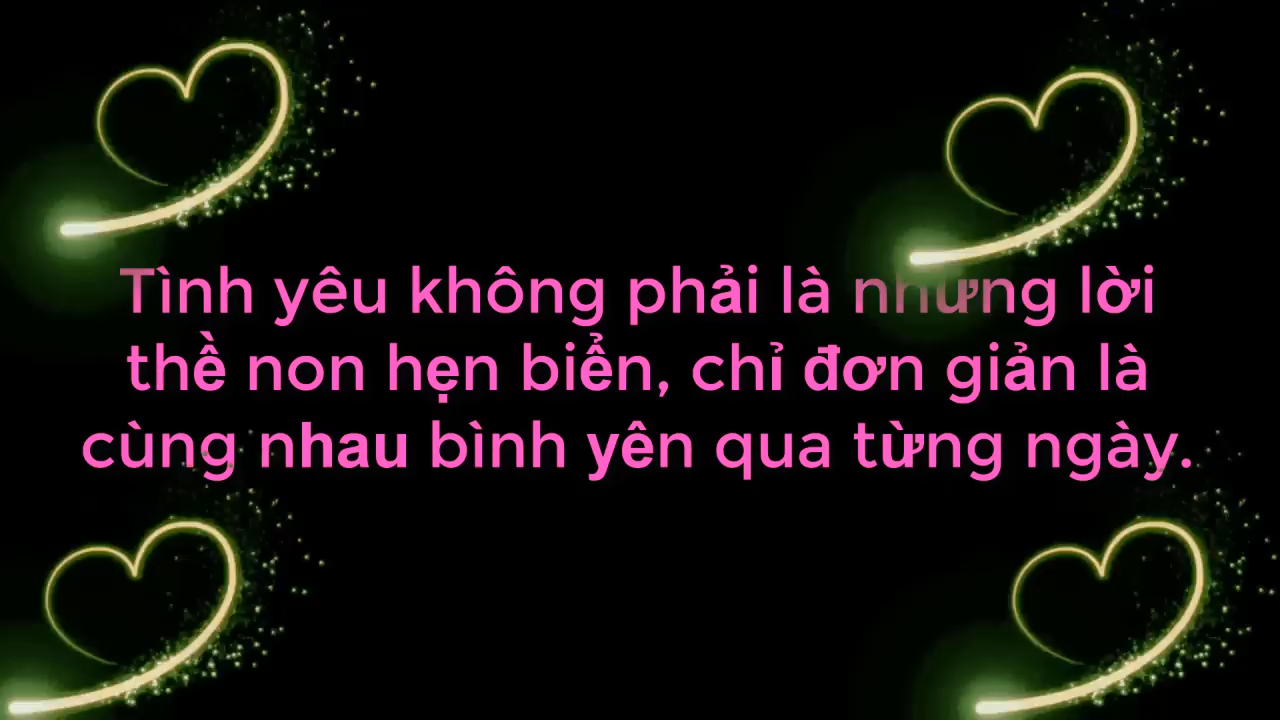 Tình yêu không phải là những lời
thề non hẹn biển, chỉ đơn giản là
cùng nhau bình yên qua từng ngày.